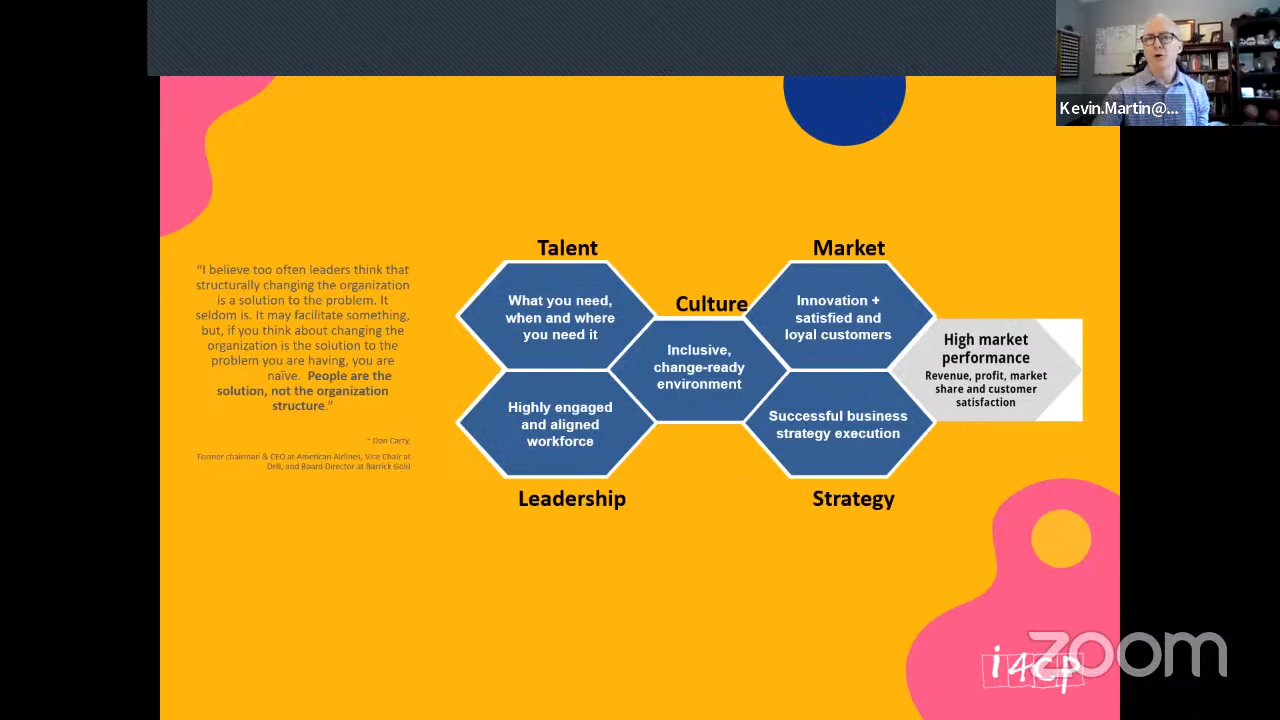 Kevin.Martin@...
“I believe too often leaders think that
structurally changing the organization
is a solution to the problem. It
seldom is. It may facilitate something,
but, if you think about changing the
organization is the solution to the
problem you are having, you are
naïve. People are the
solution, not the organization
structure.”
~ Don Carty,
Former chairman & CEO at American Airlines, Vice Chair at
Dell, and Board Director at Barrick Gold
Talent
What you need,
when and where
you need it
Highly engaged
and aligned
workforce
Leadership
Culture
Inclusive,
change-ready
environment
Market
Innovation +
satisfied and
loyal customers
Successful business
strategy execution
Strategy
High market
performance
Revenue, profit, market
share and customer
satisfaction
i4cp
zoom